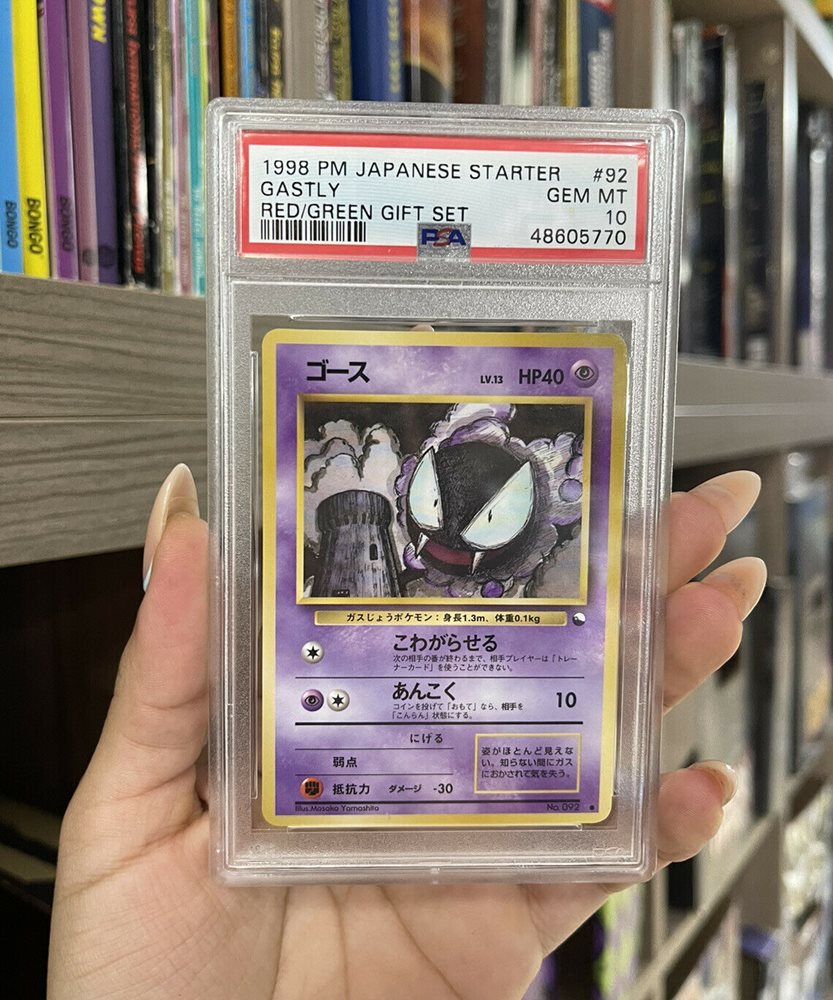 BONGO
BONGO
BONGO
1998 PM JAPANESE STARTER #92
GASTLY GEM MT
RED/GREEN GIFT SET 10
PSA 48605770
ゴース LV.13 HP40
ガスじょうポケモン：身長1.3m、体重0.1kg
こわがらせる
次の相手の番が終わるまで、相手プレイヤーは「トレー
ナーカード」を使うことができない。
あんこく 10
コインを投げて「おもて」なら、相手を
「こんらん」状態にする。
にげる
弱点
抵抗力 ダメージ -30
姿がほとんど見えな
い。知らない間にガス
におかされて気を失う。
Illus.Masako Yamashita
No. 092